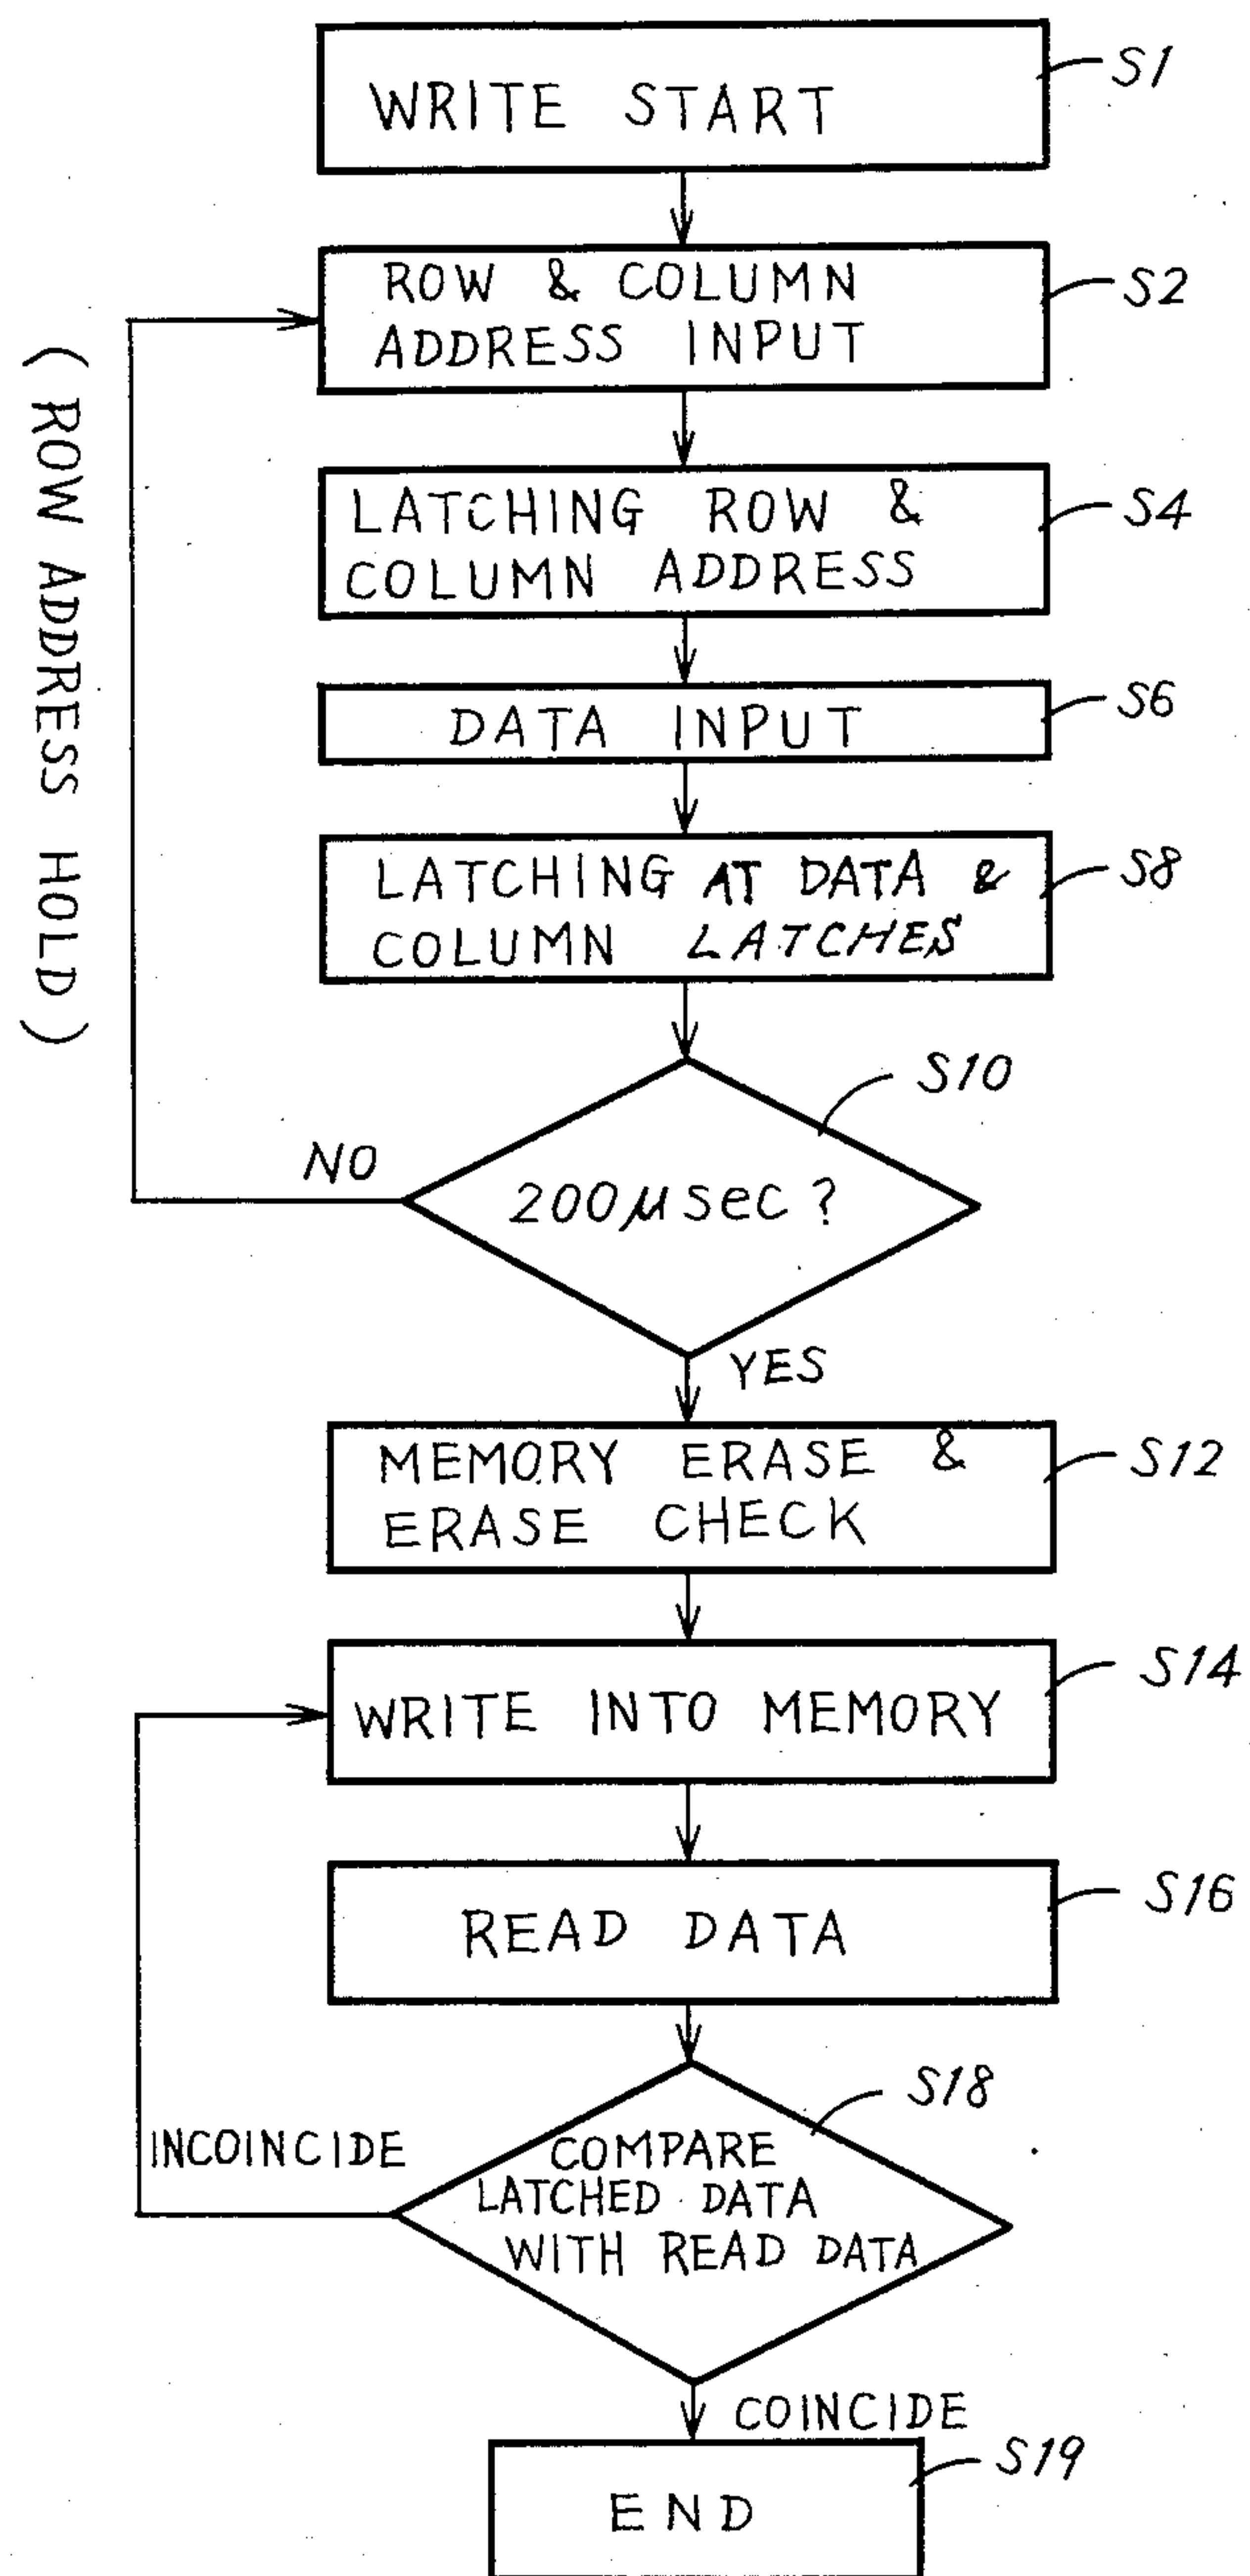 WRITE START
S1
ROW & COLUMN
ADDRESS INPUT
S2
(ROW ADDRESS HOLD)
LATCHING ROW &
COLUMN ADDRESS
S4
DATA INPUT
S6
LATCHING AT DATA &
COLUMN LATCHES
S8
S10
200μsec?
NO
YES
MEMORY ERASE &
ERASE CHECK
S12
WRITE INTO MEMORY
S14
READ DATA
S16
S18
COMPARE
LATCHED DATA
WITH READ DATA
INCOINCIDE
COINCIDE
END
S19